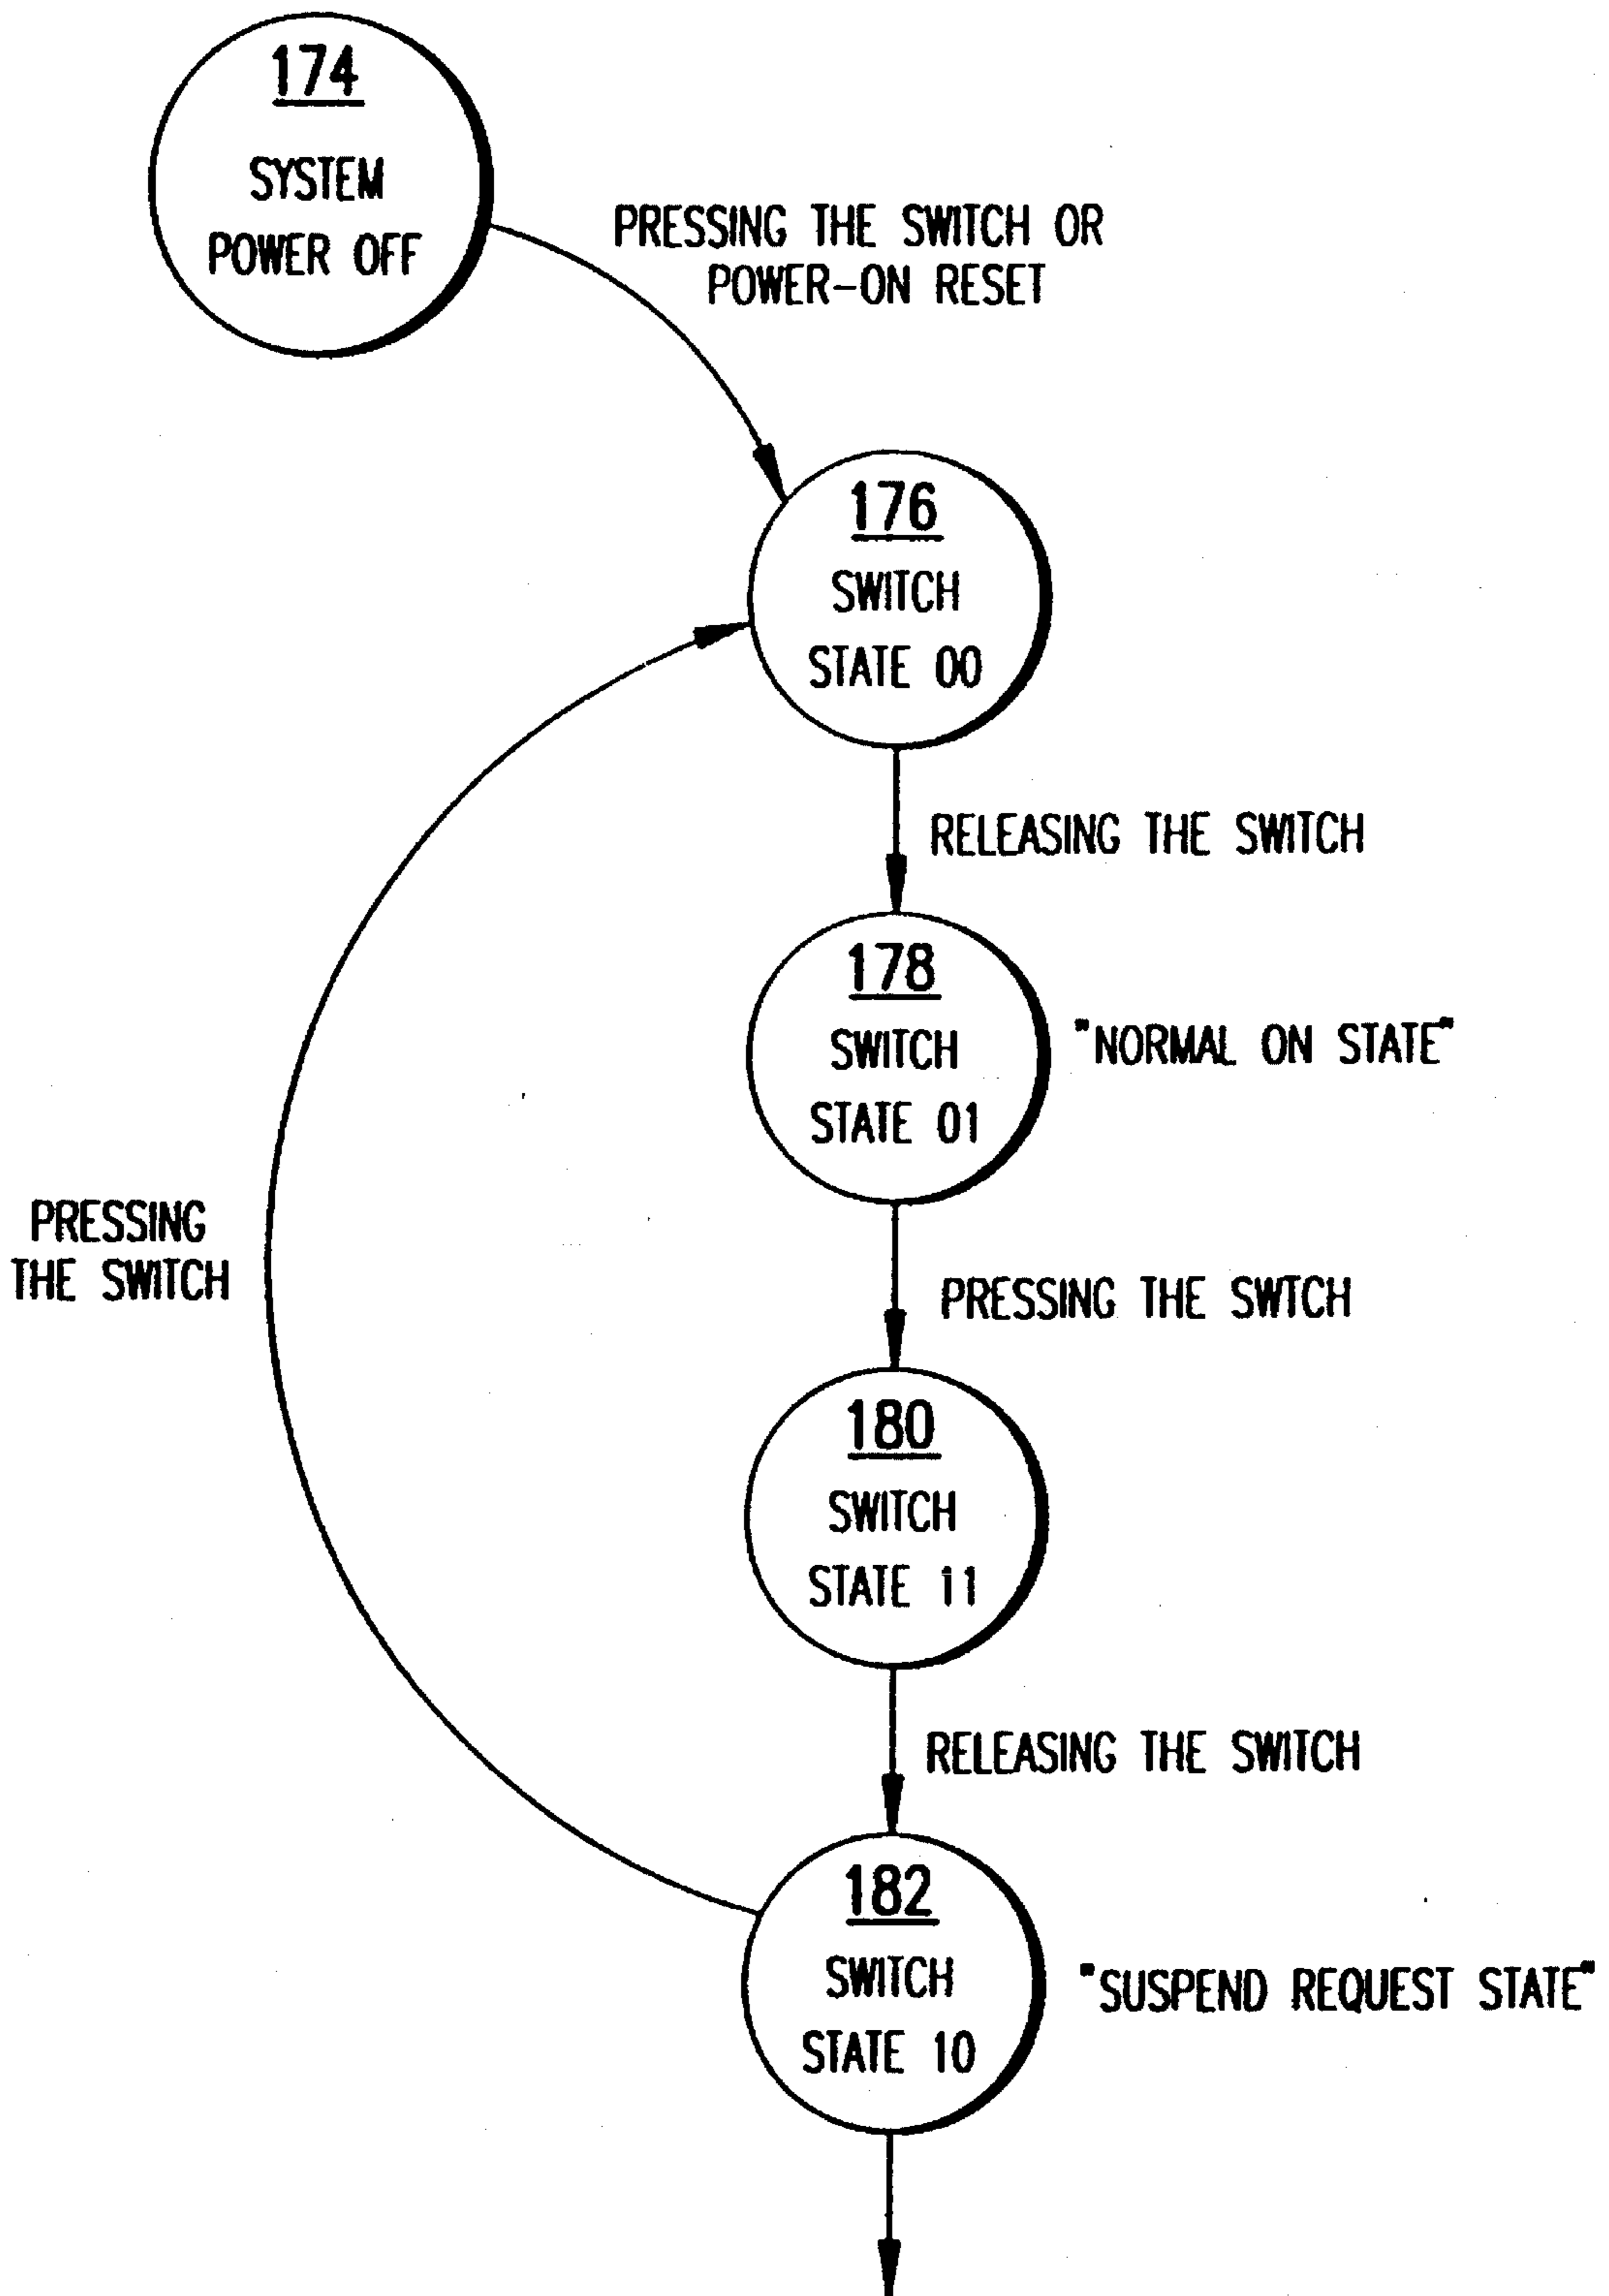 174
SYSTEM
POWER OFF
PRESSING THE SWITCH OR
POWER-ON RESET
176
SWITCH
STATE 00
RELEASING THE SWITCH
178
SWITCH
STATE 01
"NORMAL ON STATE"
PRESSING
THE SWITCH
PRESSING THE SWTCH
180
SWITCH
STATE i1
RELEASING THE SWITCH
182
SWITCH
STATE 10
"SUSPEND REQUEST STATE"